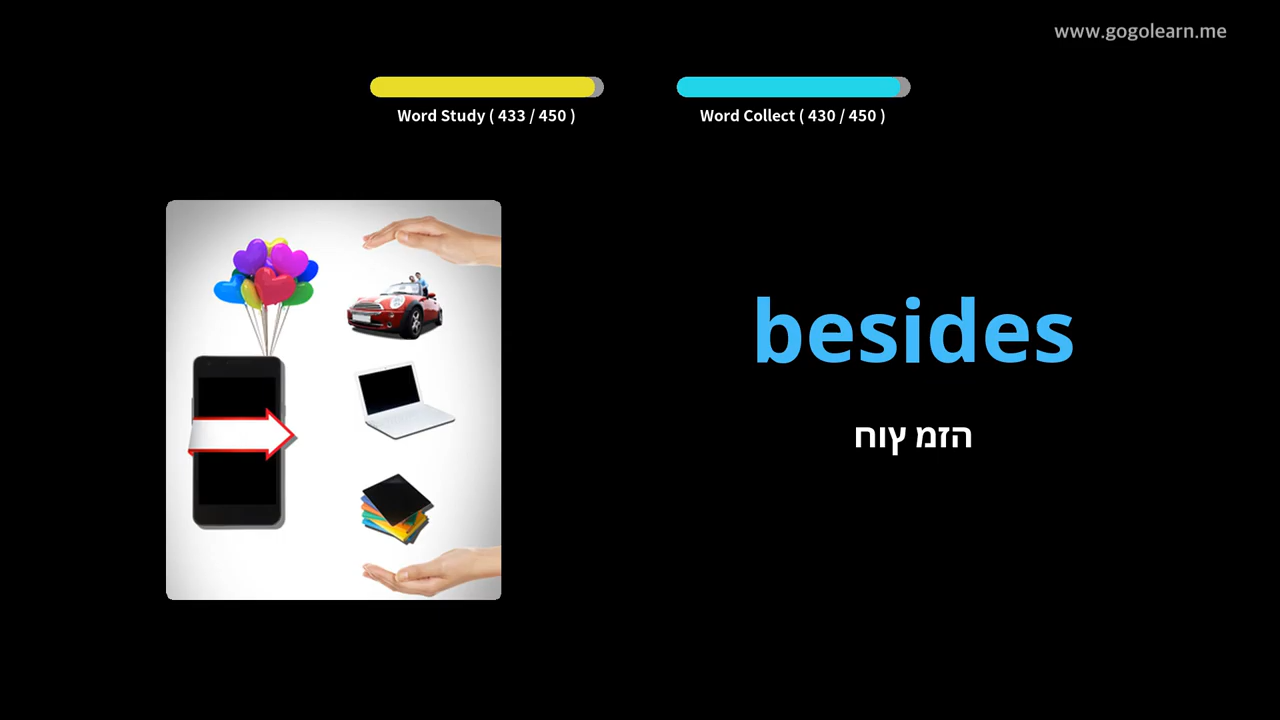 www.gogolearn.me
Word Study ( 433 / 450 )
Word Collect ( 430 / 450 )
besides
הזמ ץוח